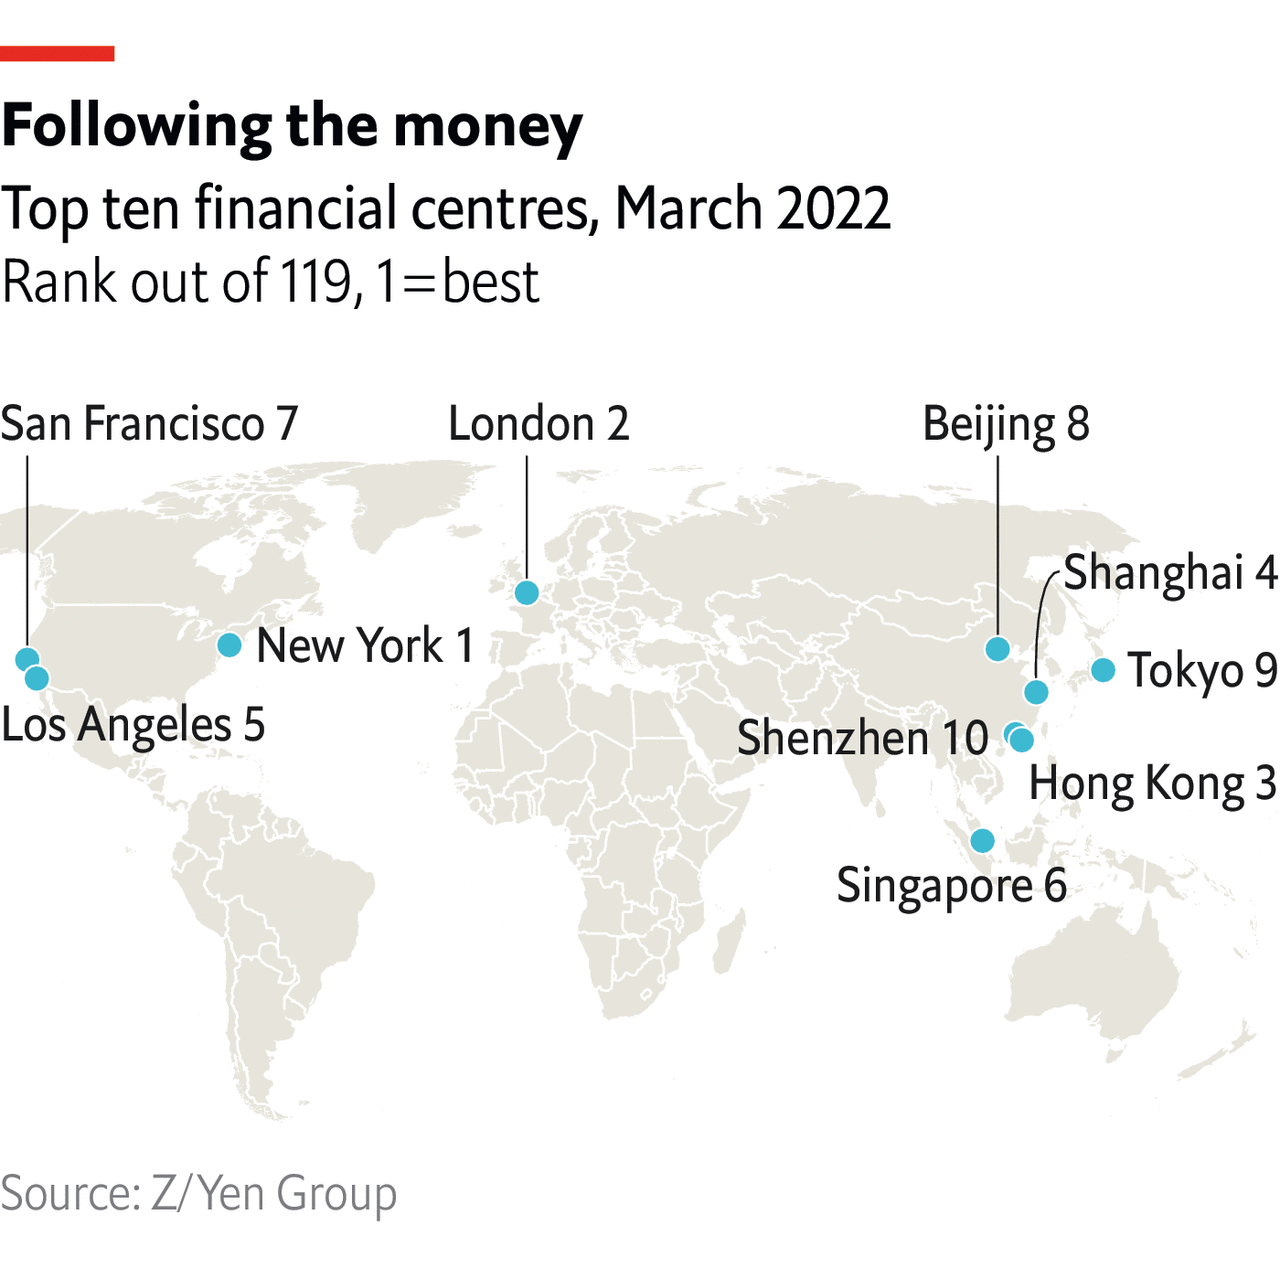 Following the money
Top ten financial centres, March 2022
Rank out of 119, 1=best
San Francisco 7
London 2
Beijing 8
Shanghai 4
New York 1
Tokyo 9
Los Angeles 5
Shenzhen 10
Hong Kong 3
Singapore 6
Source: Z/Yen Group